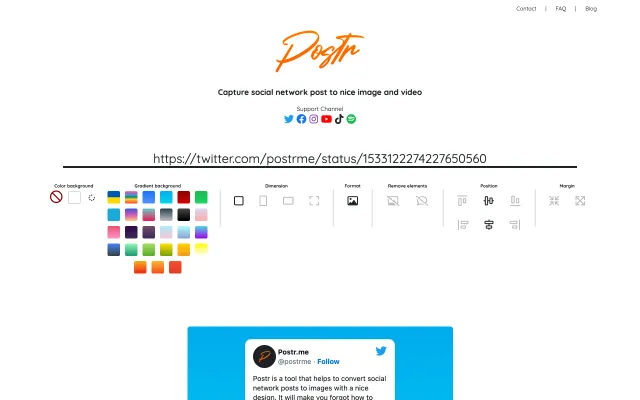 Contact | FAQ | Blog
Postr
Capture social network post to nice image and video
Support Channel
https://twitter.com/postrme/status/1533122274227650560
Color background Gradient background Dimension Format Remove elements Position Margin
Postr.me
@postrme · Follow
Postr is a tool that helps to convert social
network posts to images with a nice
design. It will make you forgot how to